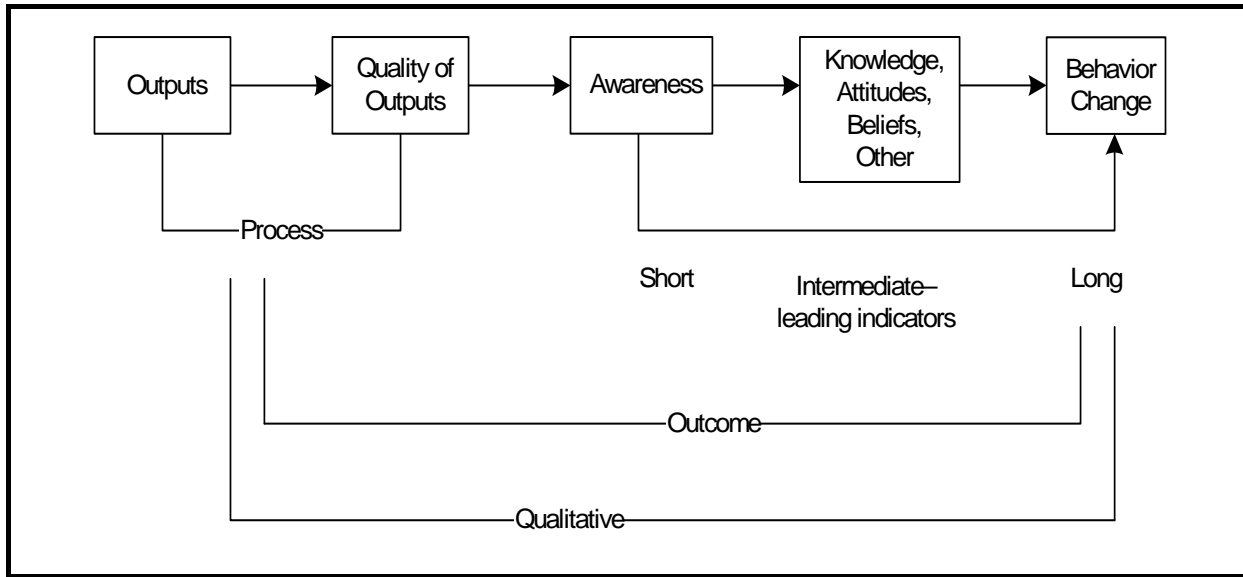 Outputs
Quality of
Outputs
Awareness
Knowledge,
Attitudes,
Beliefs,
Other
Behavior
Change
Process
Short
Intermediate–
leading indicators
Long
Outcome
Qualitative